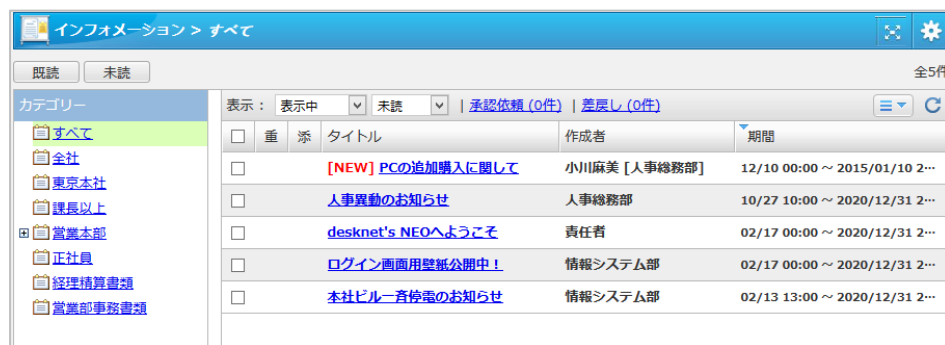 インフォメーション > すべて
既読 未読 全5件
カテゴリー
すべて
全社
東京本社
課長以上
営業本部
正社員
経理精算書類
営業部事務書類
表示： 表示中 未読 | 承認依頼 (0件) | 差戻し (0件)
重 添 タイトル 作成者 期間
[NEW] PCの追加購入に関して 小川麻美 [人事総務部] 12/10 00:00 ～ 2015/01/10 2…
人事異動のお知らせ 人事総務部 10/27 10:00 ～ 2020/12/31 2…
desknet's NEOへようこそ 責任者 02/17 00:00 ～ 2020/12/31 2…
ログイン画面用壁紙公開中！ 情報システム部 02/17 00:00 ～ 2020/12/31 2…
本社ビル一斉停電のお知らせ 情報システム部 02/13 13:00 ～ 2020/12/31 2…